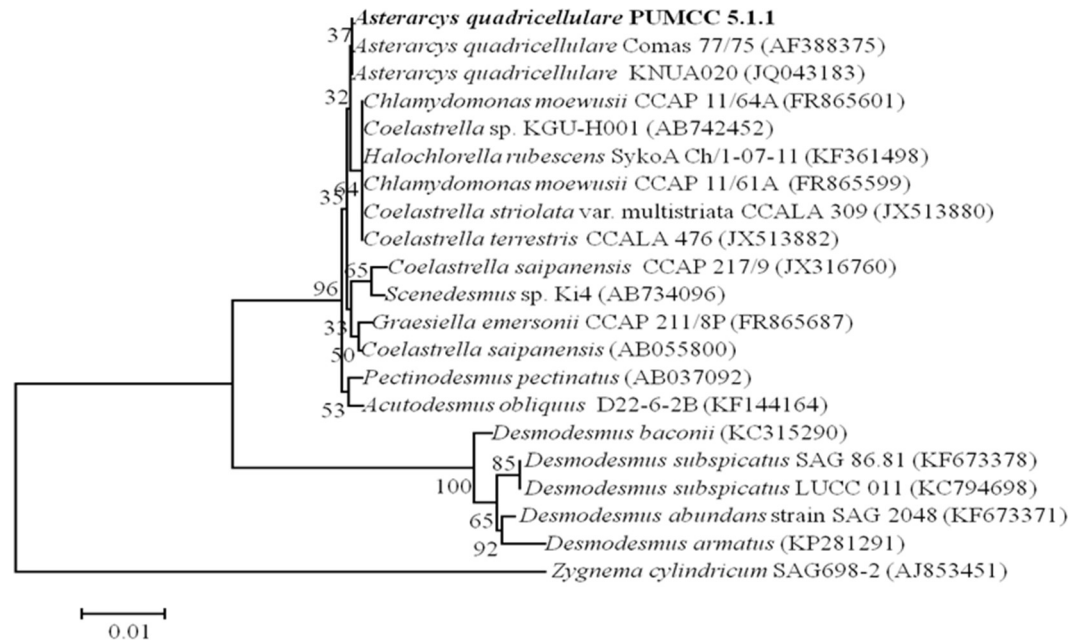 Asterarcys quadricellulare PUMCC 5.1.1
37
Asterarcys quadricellulare Comas 77/75 (AF388375)
Asterarcys quadricellulare KNUA020 (JQ043183)
32
Chlamydomonas moewusii CCAP 11/64A (FR865601)
Coelastrella sp. KGU-H001 (AB742452)
Halochlorella rubescens SykoA Ch/1-07-11 (KF361498)
64
Chlamydomonas moewusii CCAP 11/61A (FR865599)
35
Coelastrella striolata var. multistriata CCALA 309 (JX513880)
Coelastrella terrestris CCALA 476 (JX513882)
65
Coelastrella saipanensis CCAP 217/9 (JX316760)
96
Scenedesmus sp. Ki4 (AB734096)
33
Graesiella emersonii CCAP 211/8P (FR865687)
50
Coelastrella saipanensis (AB055800)
Pectinodesmus pectinatus (AB037092)
53
Acutodesmus obliquus D22-6-2B (KF144164)
Desmodesmus baconii (KC315290)
85
Desmodesmus subspicatus SAG 86.81 (KF673378)
100
Desmodesmus subspicatus LUCC 011 (KC794698)
65
Desmodesmus abundans strain SAG 2048 (KF673371)
92
Desmodesmus armatus (KP281291)
Zygnema cylindricum SAG698-2 (AJ853451)
0.01